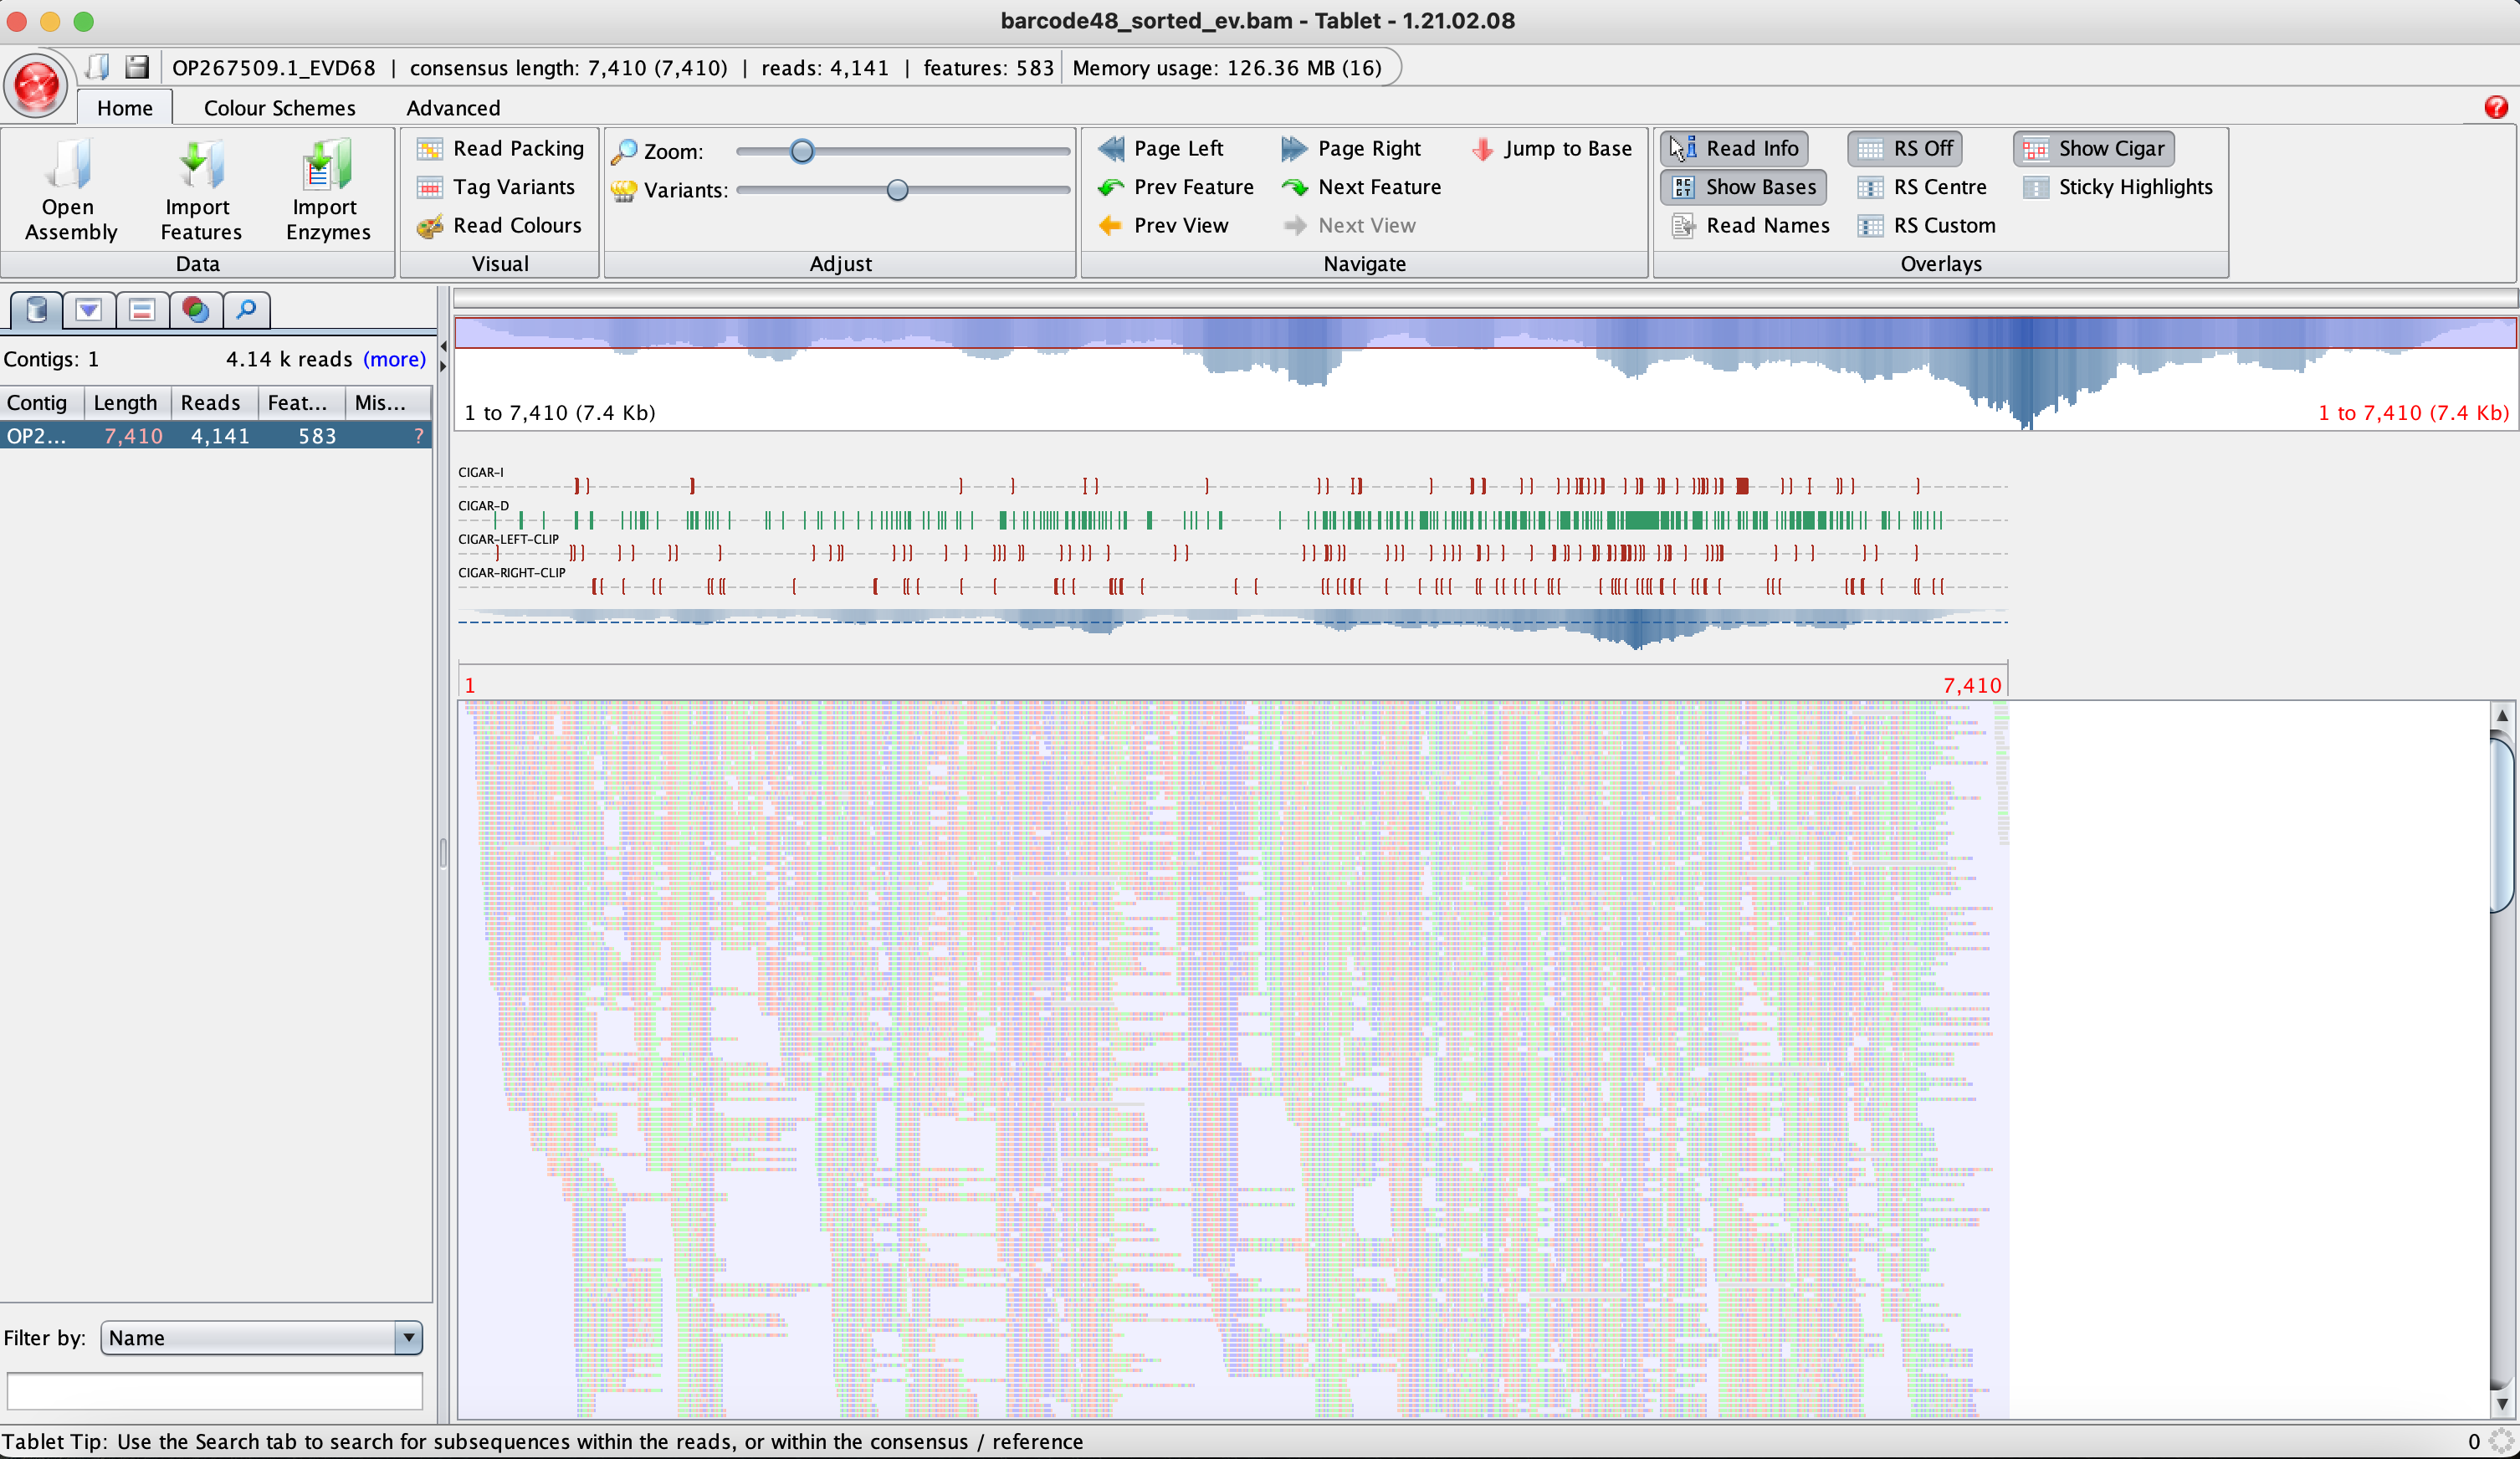 barcode48_sorted_ev.bam - Tablet - 1.21.02.08
OP267509.1_EVD68 | consensus length: 7,410 (7,410) | reads: 4,141 | features: 583 Memory usage: 126.36 MB (16)
Home Colour Schemes Advanced
Open Assembly
Import Features
Import Enzymes
Data
Read Packing
Tag Variants
Read Colours
Visual
Zoom:
Variants:
Adjust
Page Left Page Right Jump to Base
Prev Feature Next Feature
Prev View Next View
Navigate
Read Info RS Off Show Cigar
Show Bases RS Centre Sticky Highlights
Read Names RS Custom
Overlays
Contigs: 1 4.14 k reads (more)
Contig Length Reads Feat... Mis...
OP2... 7,410 4,141 583 ?
1 to 7,410 (7.4 Kb) 1 to 7,410 (7.4 Kb)
CIGAR-I
CIGAR-D
CIGAR-LEFT-CLIP
CIGAR-RIGHT-CLIP
1 7,410
Filter by: Name
Tablet Tip: Use the Search tab to search for subsequences within the reads, or within the consensus / reference 0